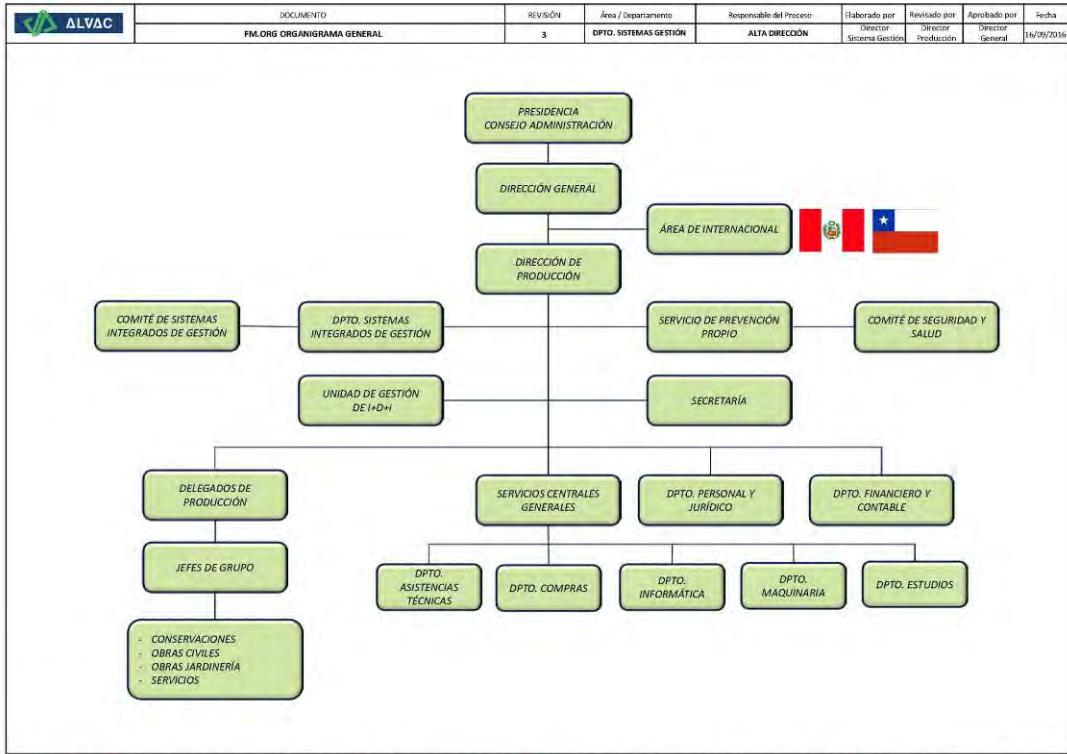 ALVAC
DOCUMENTO
REVISIÓN
Área / Departamento
Responsable del Proceso
Elaborado por
Revisado por
Aprobado por
Fecha
FM.ORG ORGANIGRAMA GENERAL
3
DPTO. SISTEMAS GESTIÓN
ALTA DIRECCIÓN
Director
Sistema Gestión
Director
Producción
Director
General
16/09/2016
PRESIDENCIA
CONSEJO ADMINISTRACIÓN
DIRECCIÓN GENERAL
ÁREA DE INTERNACIONAL
DIRECCIÓN DE
PRODUCCIÓN
COMITÉ DE SISTEMAS
INTEGRADOS DE GESTIÓN
DPTO. SISTEMAS
INTEGRADOS DE GESTIÓN
SERVICIO DE PREVENCIÓN
PROPIO
COMITÉ DE SEGURIDAD Y
SALUD
UNIDAD DE GESTIÓN
DE I+D+i
SECRETARÍA
DELEGADOS DE
PRODUCCIÓN
SERVICIOS CENTRALES
GENERALES
DPTO. PERSONAL Y
JURÍDICO
DPTO. FINANCIERO Y
CONTABLE
JEFES DE GRUPO
DPTO.
ASISTENCIAS
TÉCNICAS
DPTO. COMPRAS
DPTO.
INFORMÁTICA
DPTO.
MAQUINARIA
DPTO. ESTUDIOS
- CONSERVACIONES
- OBRAS CIVILES
- OBRAS JARDINERÍA
- SERVICIOS